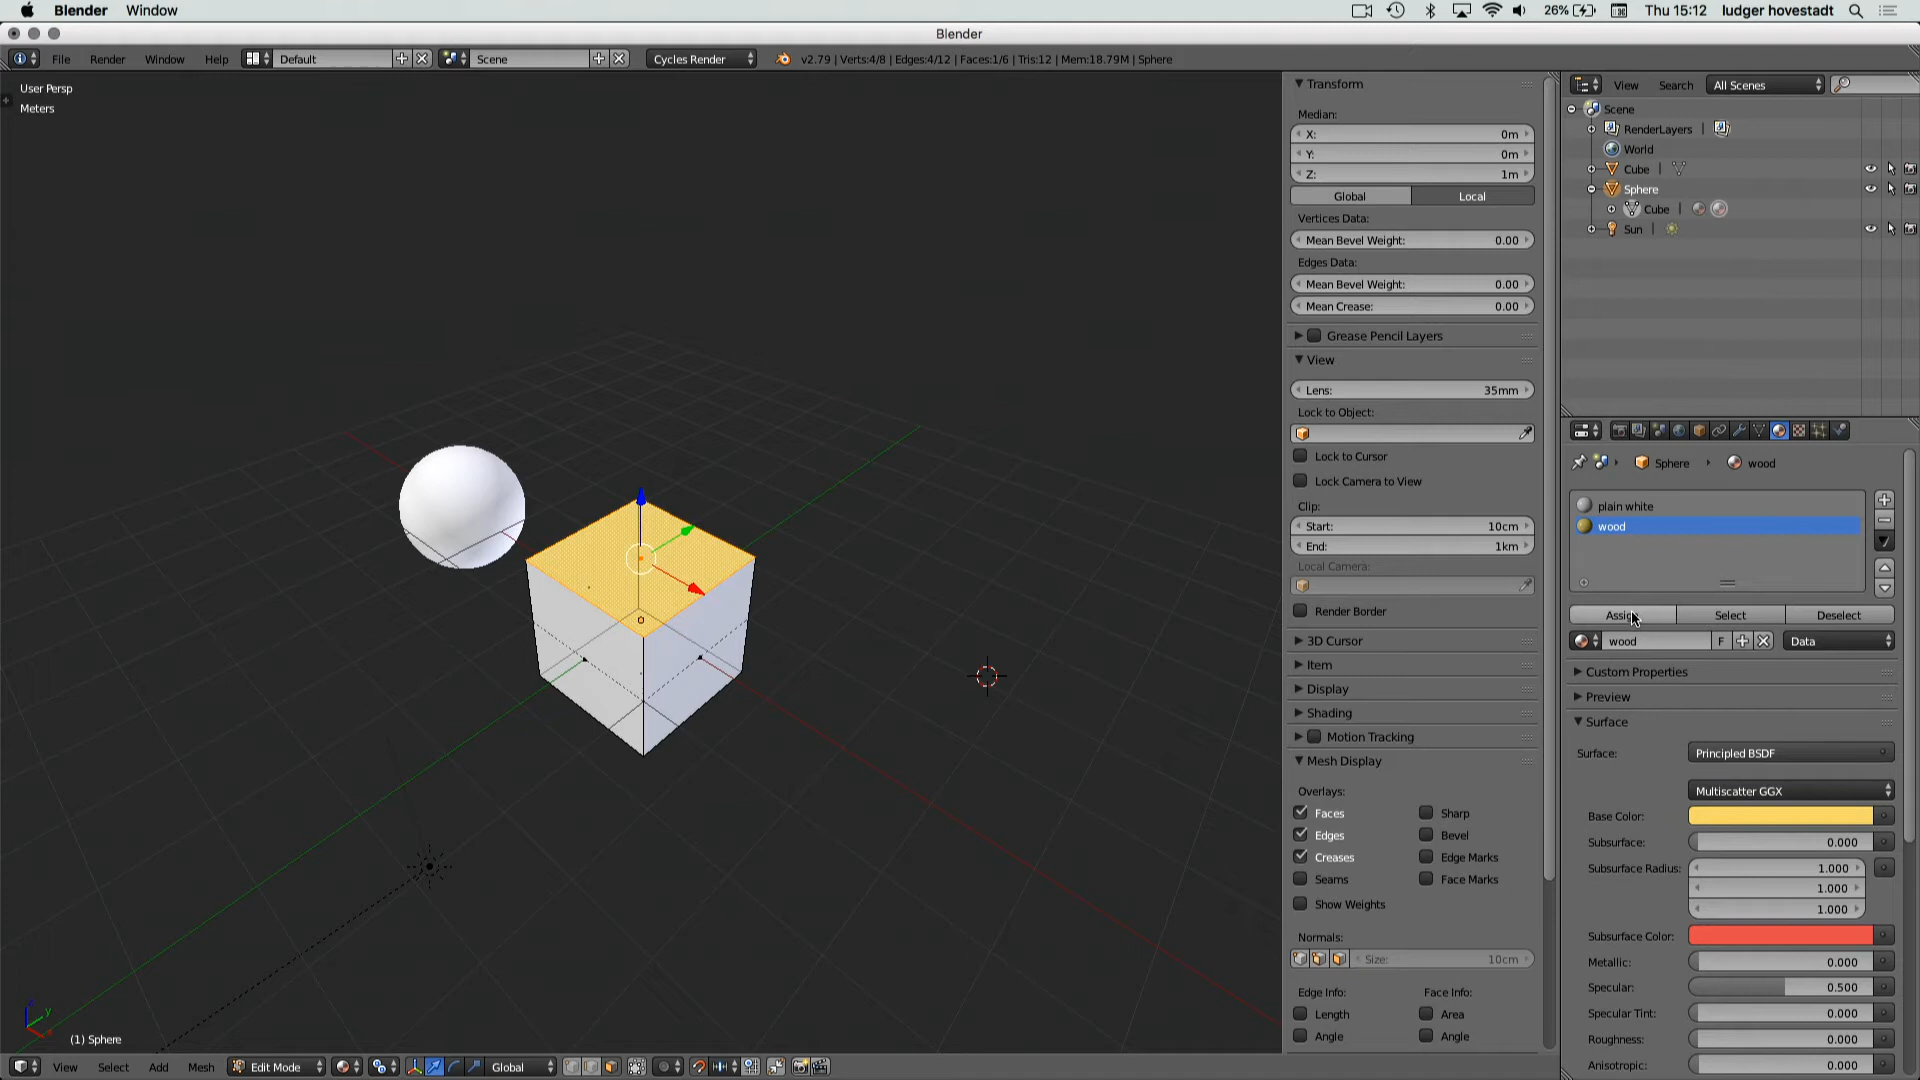 Blender Window 26% Thu 15:12 ludger hovestadt
Blender
File Render Window Help Default Scene Cycles Render v2.79 | Verts:4/8 | Edges:4/12 | Faces:1/6 | Tris:12 | Mem:18.79M | Sphere
User Persp
Meters
(1) Sphere
View Select Add Mesh Edit Mode Global
Transform
Median:
X: 0m
Y: 0m
Z: 1m
Global Local
Vertices Data:
Mean Bevel Weight: 0.00
Edges Data:
Mean Bevel Weight: 0.00
Mean Crease: 0.00
Grease Pencil Layers
View
Lens: 35mm
Lock to Object:
Lock to Cursor
Lock Camera to View
Clip:
Start: 10cm
End: 1km
Local Camera:
Render Border
3D Cursor
Item
Display
Shading
Motion Tracking
Mesh Display
Overlays:
Faces Sharp
Edges Bevel
Creases Edge Marks
Seams Face Marks
Show Weights
Normals:
Size: 10cm
Edge Info: Face Info:
Length Area
Angle Angle
View Search All Scenes
Scene
RenderLayers |
World
Cube |
Sphere
Cube |
Sun |
Sphere wood
plain white
wood
Assign Select Deselect
wood F Data
Custom Properties
Preview
Surface
Surface: Principled BSDF
Multiscatter GGX
Base Color:
Subsurface: 0.000
Subsurface Radius: 1.000
1.000
1.000
Subsurface Color:
Metallic: 0.000
Specular: 0.500
Specular Tint: 0.000
Roughness: 0.000
Anisotropic: 0.000